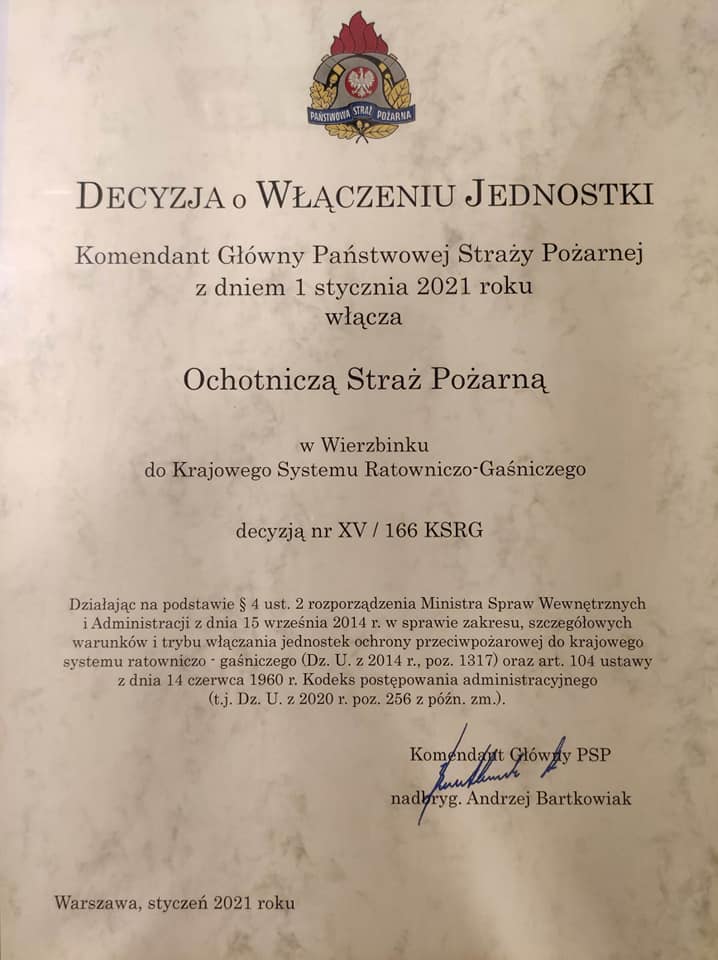 PAŃSTWOWA STRAŻ POŻARNA
DECYZJA O WŁĄCZENIU JEDNOSTKI
Komendant Główny Państwowej Straży Pożarnej
z dniem 1 stycznia 2021 roku
włącza
Ochotniczą Straż Pożarną
w Wierzbinku
do Krajowego Systemu Ratowniczo-Gaśniczego
decyzją nr XV / 166 KSRG
Działając na podstawie § 4 ust. 2 rozporządzenia Ministra Spraw Wewnętrznych
i Administracji z dnia 15 września 2014 r. w sprawie zakresu, szczegółowych
warunków i trybu włączania jednostek ochrony przeciwpożarowej do krajowego
systemu ratowniczo - gaśniczego (Dz. U. z 2014 r., poz. 1317) oraz art. 104 ustawy
z dnia 14 czerwca 1960 r. Kodeks postępowania administracyjnego
(t.j. Dz. U. z 2020 r. poz. 256 z późn. zm.).
Komendant Główny PSP
nadbryg. Andrzej Bartkowiak
Warszawa, styczeń 2021 roku